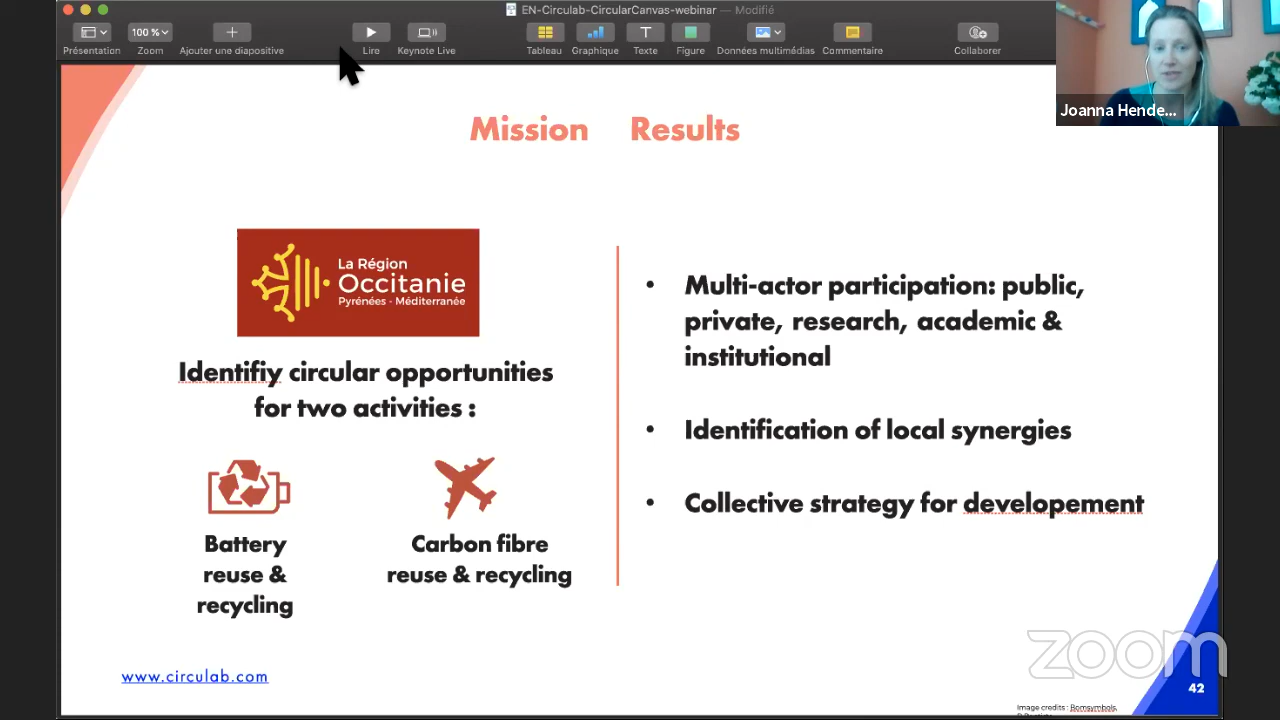 EN-Circulab-CircularCanvas-webinar — Modifié
100 %
Présentation
Zoom
Ajouter une diapositive
Lire
Keynote Live
Tableau
Graphique
Texte
Figure
Données multimédias
Commentaire
Collaborer
Joanna Hende...
Mission
Results
La Région
Occitanie
Pyrénées - Méditerranée
Identifiy circular opportunities
for two activities :
Battery
reuse &
recycling
Carbon fibre
reuse & recycling
• Multi-actor participation: public,
private, research, academic &
institutional
• Identification of local synergies
• Collective strategy for developement
www.circulab.com
zoom
42
Image credits : Bomsymbols,